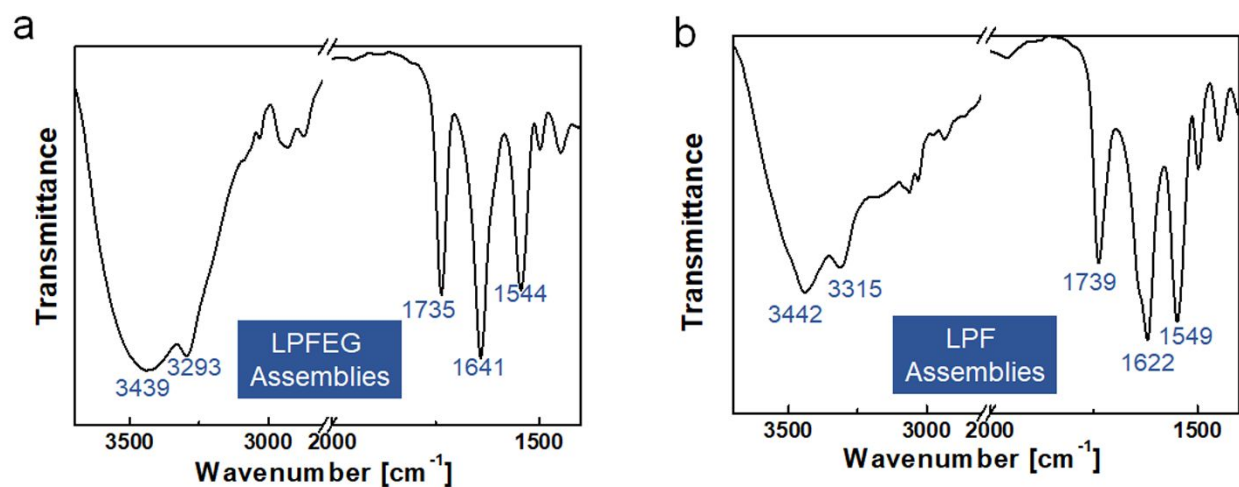 a
Transmittance
3439
3293
1735
1641
1544
LPFEG
Assemblies
3500
3000
2000
1500
Wavenumber [cm⁻¹]
b
Transmittance
3442
3315
1739
1622
1549
LPF
Assemblies
3500
3000
2000
1500
Wavenumber [cm⁻¹]